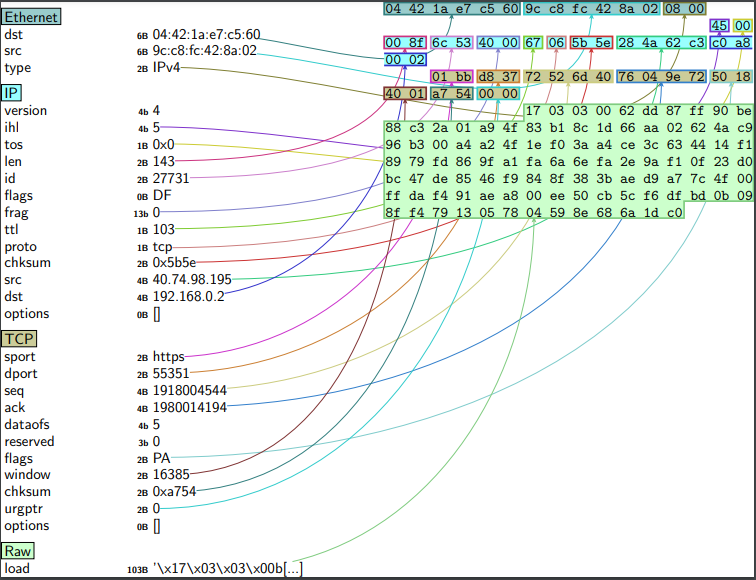 Ethernet
dst 6B 04:42:1a:e7:c5:60
src 6B 9c:c8:fc:42:8a:02
type 2B IPv4
IP
version 4b 4
ihl 4b 5
tos 1B 0x0
len 2B 143
id 2B 27731
flags 0B DF
frag 13b 0
ttl 1B 103
proto 1B tcp
chksum 2B 0x5b5e
src 4B 40.74.98.195
dst 4B 192.168.0.2
options 0B []
TCP
sport 2B https
dport 2B 55351
seq 4B 1918004544
ack 4B 1980014194
dataofs 4b 5
reserved 3b 0
flags 2B PA
window 2B 16385
chksum 2B 0xa754
urgptr 2B 0
options 0B []
Raw
load 103B '\x17\x03\x03\x00b[...]
04 42 1a e7 c5 60 9c c8 fc 42 8a 02 08 00
45 00
00 8f 6c 53 40 00 67 06 5b 5e 28 4a 62 c3 c0 a8
00 02
01 bb d8 37 72 52 6d 40 76 04 9e 72 50 18
40 01 a7 54 00 00
17 03 03 00 62 dd 87 ff 90 be
88 c3 2a 01 a9 4f 83 b1 8c 1d 66 aa 02 62 4a c9
96 b3 00 a4 a2 4f 1e f0 3a a4 ce 3c 63 44 14 f1
89 79 fd 86 9f a1 fa 6a 6e fa 2e 9a f1 0f 23 d0
bc 47 de 85 46 f9 84 8f 38 3b ae d9 a7 7c 4f 00
ff da f4 91 ae a8 00 ee 50 cb 5c f6 df bd 0b 09
8f f4 79 13 05 78 04 59 8e 68 6a 1d c0